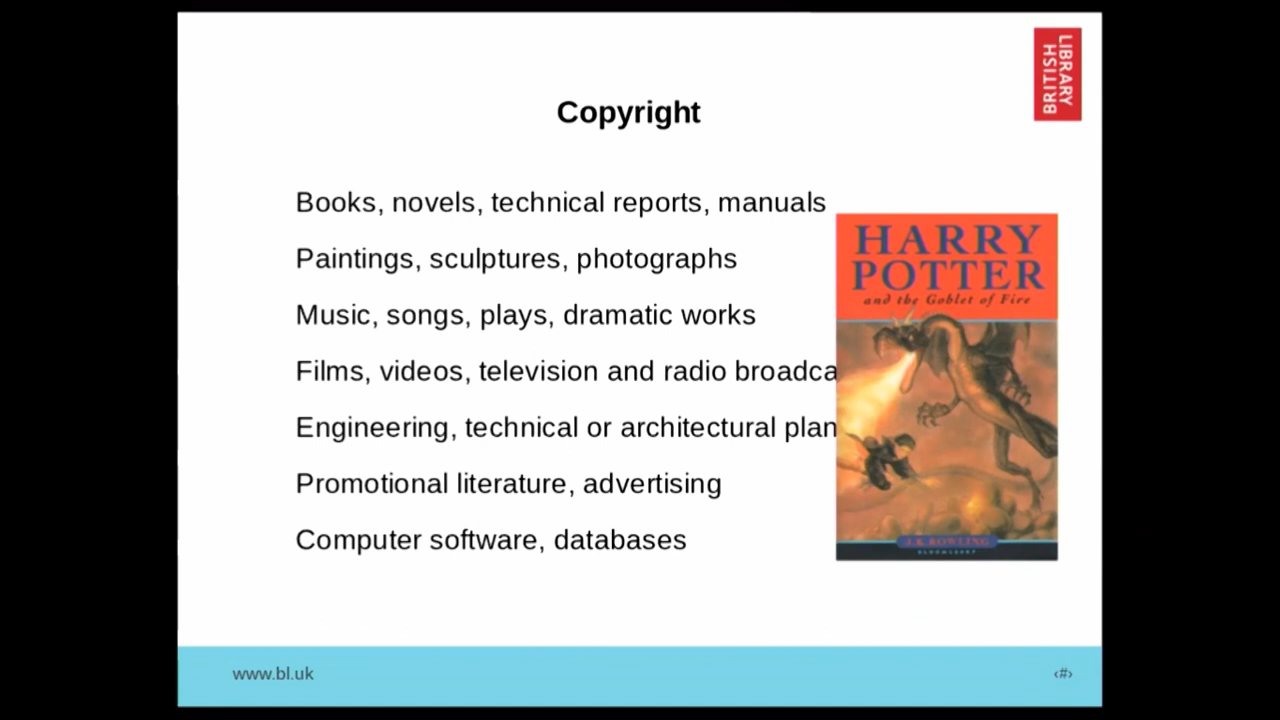 LIBRARY
BRITISH
Copyright
Books, novels, technical reports, manuals
Paintings, sculptures, photographs
Music, songs, plays, dramatic works
Films, videos, television and radio broadca
Engineering, technical or architectural plan
Promotional literature, advertising
Computer software, databases
HARRY
POTTER
and the Goblet of Fire
J.K.ROWLING
BLOOMSBURY
www.bl.uk
‹#›